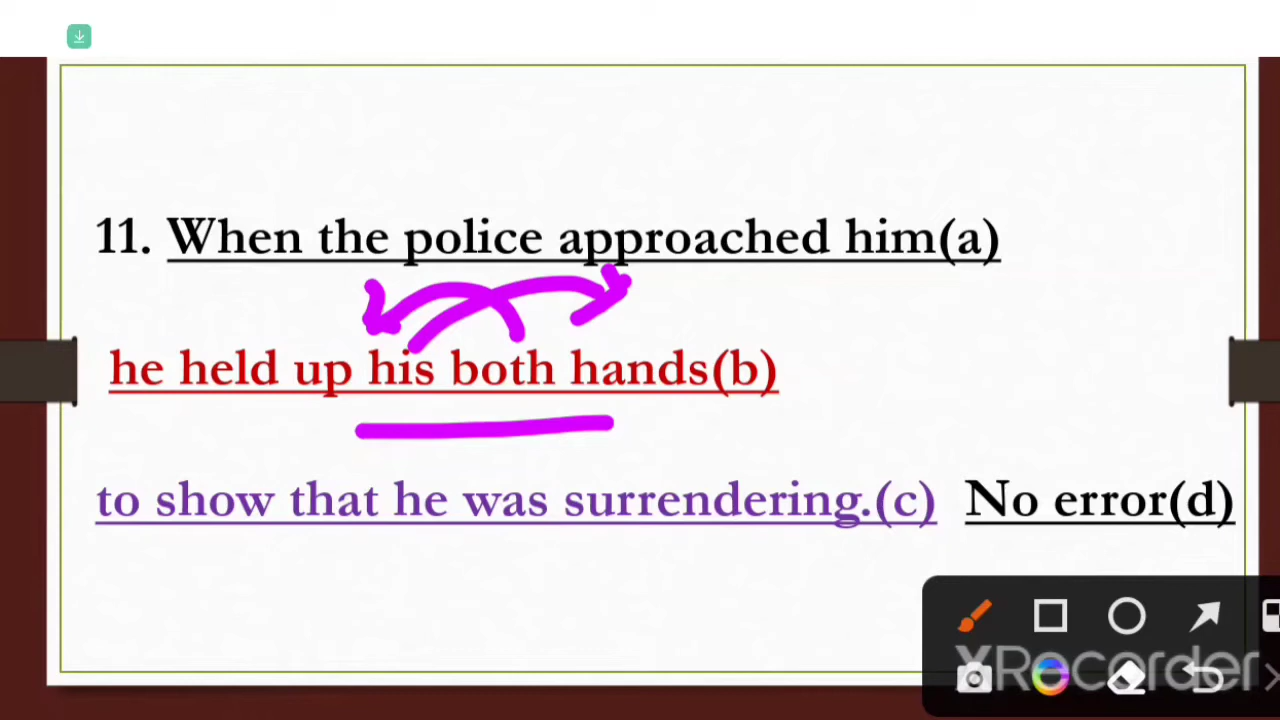 11. When the police approached him(a)
he held up his both hands(b)
to show that he was surrendering.(c) No error(d)
XRecorder